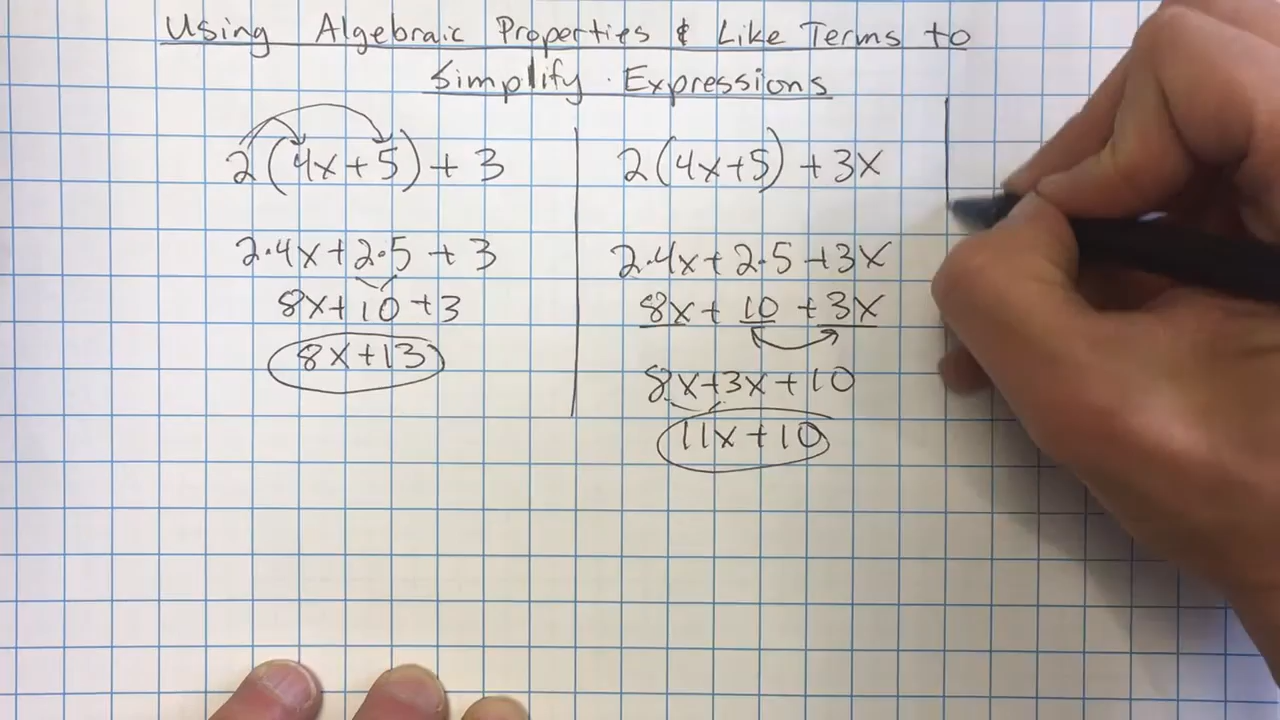 Using Algebraic Properties & Like Terms to
Simplify Expressions
2(4x+5)+3
2·4x+2·5+3
8x+10+3
8x+13
2(4x+5)+3x
2·4x+2·5+3x
8x+10+3x
8x+3x+10
11x+10